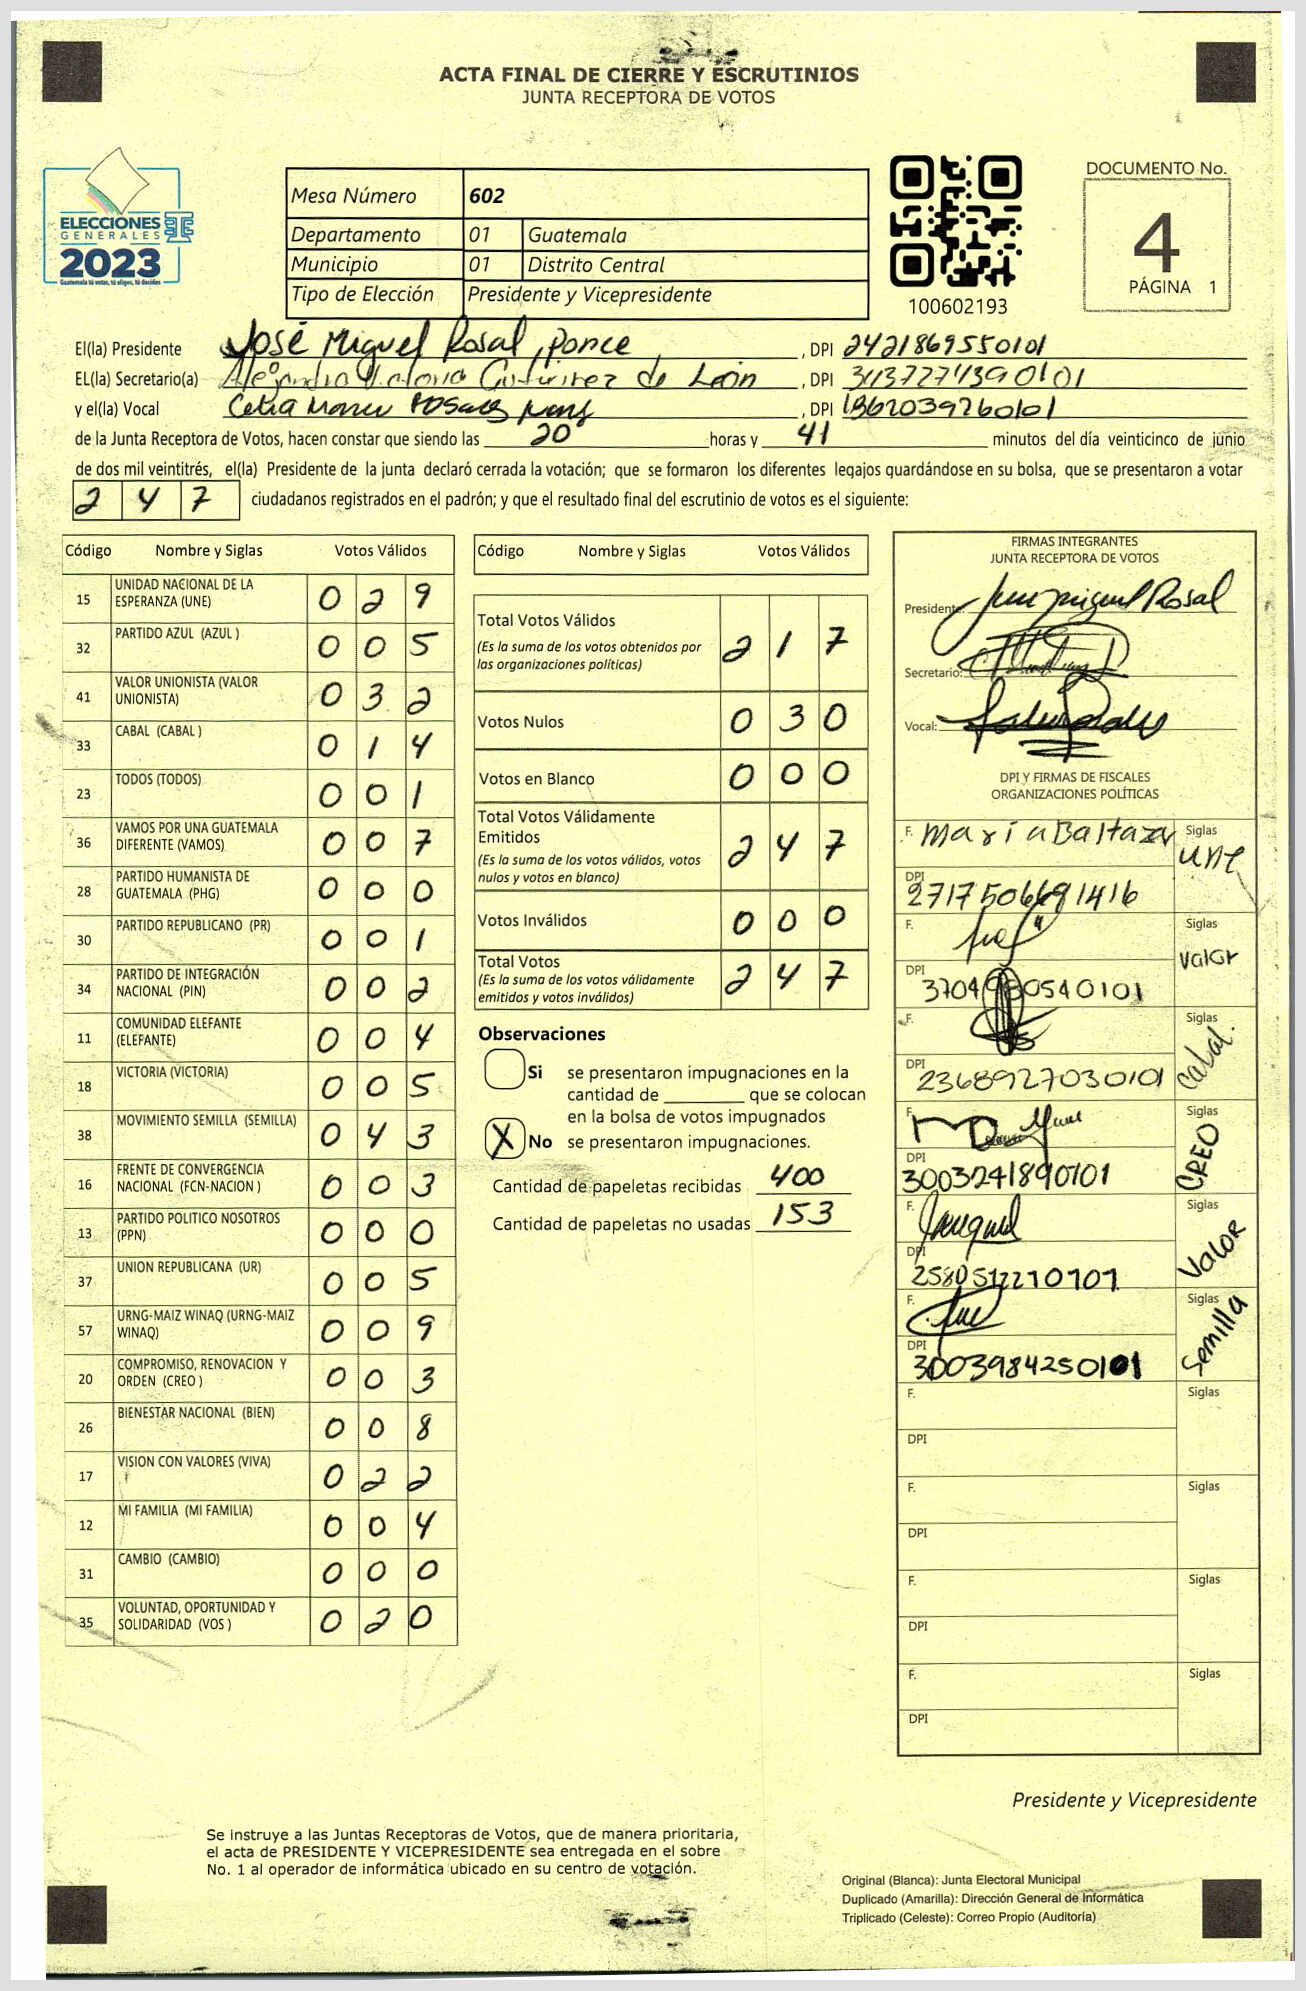 ACTA FINAL DE CIERRE Y ESCRUTINIOS
JUNTA RECEPTORA DE VOTOS
ELECCIONES
GENERALES
2023
Guatemala tú votas, tú eliges, tú decides
Mesa Número 602
Departamento 01 Guatemala
Municipio 01 Distrito Central
Tipo de Elección Presidente y Vicepresidente
100602193
DOCUMENTO No.
4
PÁGINA 1
El(la) Presidente José Miguel Rosal Ponce, DPI 2421869550101
EL(la) Secretario(a) Alejandra Victoria Gutiérrez de León, DPI 3437274390101
y el(la) Vocal, DPI 1862039260101
de la Junta Receptora de Votos, hacen constar que siendo las 20 horas y 41 minutos del día veinticinco de junio
de dos mil veintitrés, el(la) Presidente de la junta declaró cerrada la votación; que se formaron los diferentes legajos guardándose en su bolsa, que se presentaron a votar
247 ciudadanos registrados en el padrón; y que el resultado final del escrutinio de votos es el siguiente:
Código Nombre y Siglas Votos Válidos
15 UNIDAD NACIONAL DE LA ESPERANZA (UNE) 0 2 9
32 PARTIDO AZUL (AZUL ) 0 0 5
41 VALOR UNIONISTA (VALOR UNIONISTA) 0 3 2
33 CABAL (CABAL ) 0 1 4
23 TODOS (TODOS) 0 0 1
36 VAMOS POR UNA GUATEMALA DIFERENTE (VAMOS) 0 0 7
28 PARTIDO HUMANISTA DE GUATEMALA (PHG) 0 0 0
30 PARTIDO REPUBLICANO (PR) 0 0 1
34 PARTIDO DE INTEGRACIÓN NACIONAL (PIN) 0 0 2
11 COMUNIDAD ELEFANTE (ELEFANTE) 0 0 4
18 VICTORIA (VICTORIA) 0 0 5
38 MOVIMIENTO SEMILLA (SEMILLA) 0 4 3
16 FRENTE DE CONVERGENCIA NACIONAL (FCN-NACION ) 0 0 3
13 PARTIDO POLITICO NOSOTROS (PPN) 0 0 0
37 UNION REPUBLICANA (UR) 0 0 5
57 URNG-MAIZ WINAQ (URNG-MAIZ WINAQ) 0 0 9
20 COMPROMISO, RENOVACION Y ORDEN (CREO ) 0 0 3
26 BIENESTAR NACIONAL (BIEN) 0 0 8
17 VISION CON VALORES (VIVA) 0 2 2
12 MI FAMILIA (MI FAMILIA) 0 0 4
31 CAMBIO (CAMBIO) 0 0 0
35 VOLUNTAD, OPORTUNIDAD Y SOLIDARIDAD (VOS ) 0 2 0
Código Nombre y Siglas Votos Válidos
Total Votos Válidos 2 1 7
(Es la suma de los votos obtenidos por
las organizaciones políticas)
Votos Nulos 0 3 0
Votos en Blanco 0 0 0
Total Votos Válidamente
Emitidos 2 4 7
(Es la suma de los votos válidos, votos
nulos y votos en blanco)
Votos Inválidos 0 0 0
Total Votos 2 4 7
(Es la suma de los votos válidamente
emitidos y votos inválidos)
Observaciones
Si se presentaron impugnaciones en la
cantidad de ________ que se colocan
en la bolsa de votos impugnados
X No se presentaron impugnaciones.
Cantidad de papeletas recibidas 400
Cantidad de papeletas no usadas 153
FIRMAS INTEGRANTES
JUNTA RECEPTORA DE VOTOS
Presidente: José Miguel Rosal
Secretario:
Vocal:
DPI Y FIRMAS DE FISCALES
ORGANIZACIONES POLÍTICAS
F. María Baltazar Siglas UNE
DPI 2717506691416
F. Siglas Valor
DPI 3704980540101
F. Siglas Cabal.
DPI 2368927030101
F. Siglas CREO
DPI 3003241890101
F. Siglas Valor
DPI 2580512210101
F. Siglas Semilla
DPI 3003984250101
F. Siglas
DPI
F. Siglas
DPI
F. Siglas
DPI
F. Siglas
DPI
Presidente y Vicepresidente
Se instruye a las Juntas Receptoras de Votos, que de manera prioritaria,
el acta de PRESIDENTE Y VICEPRESIDENTE sea entregada en el sobre
No. 1 al operador de informática ubicado en su centro de votación.
Original (Blanca): Junta Electoral Municipal
Duplicado (Amarilla): Dirección General de Informática
Triplicado (Celeste): Correo Propio (Auditoría)